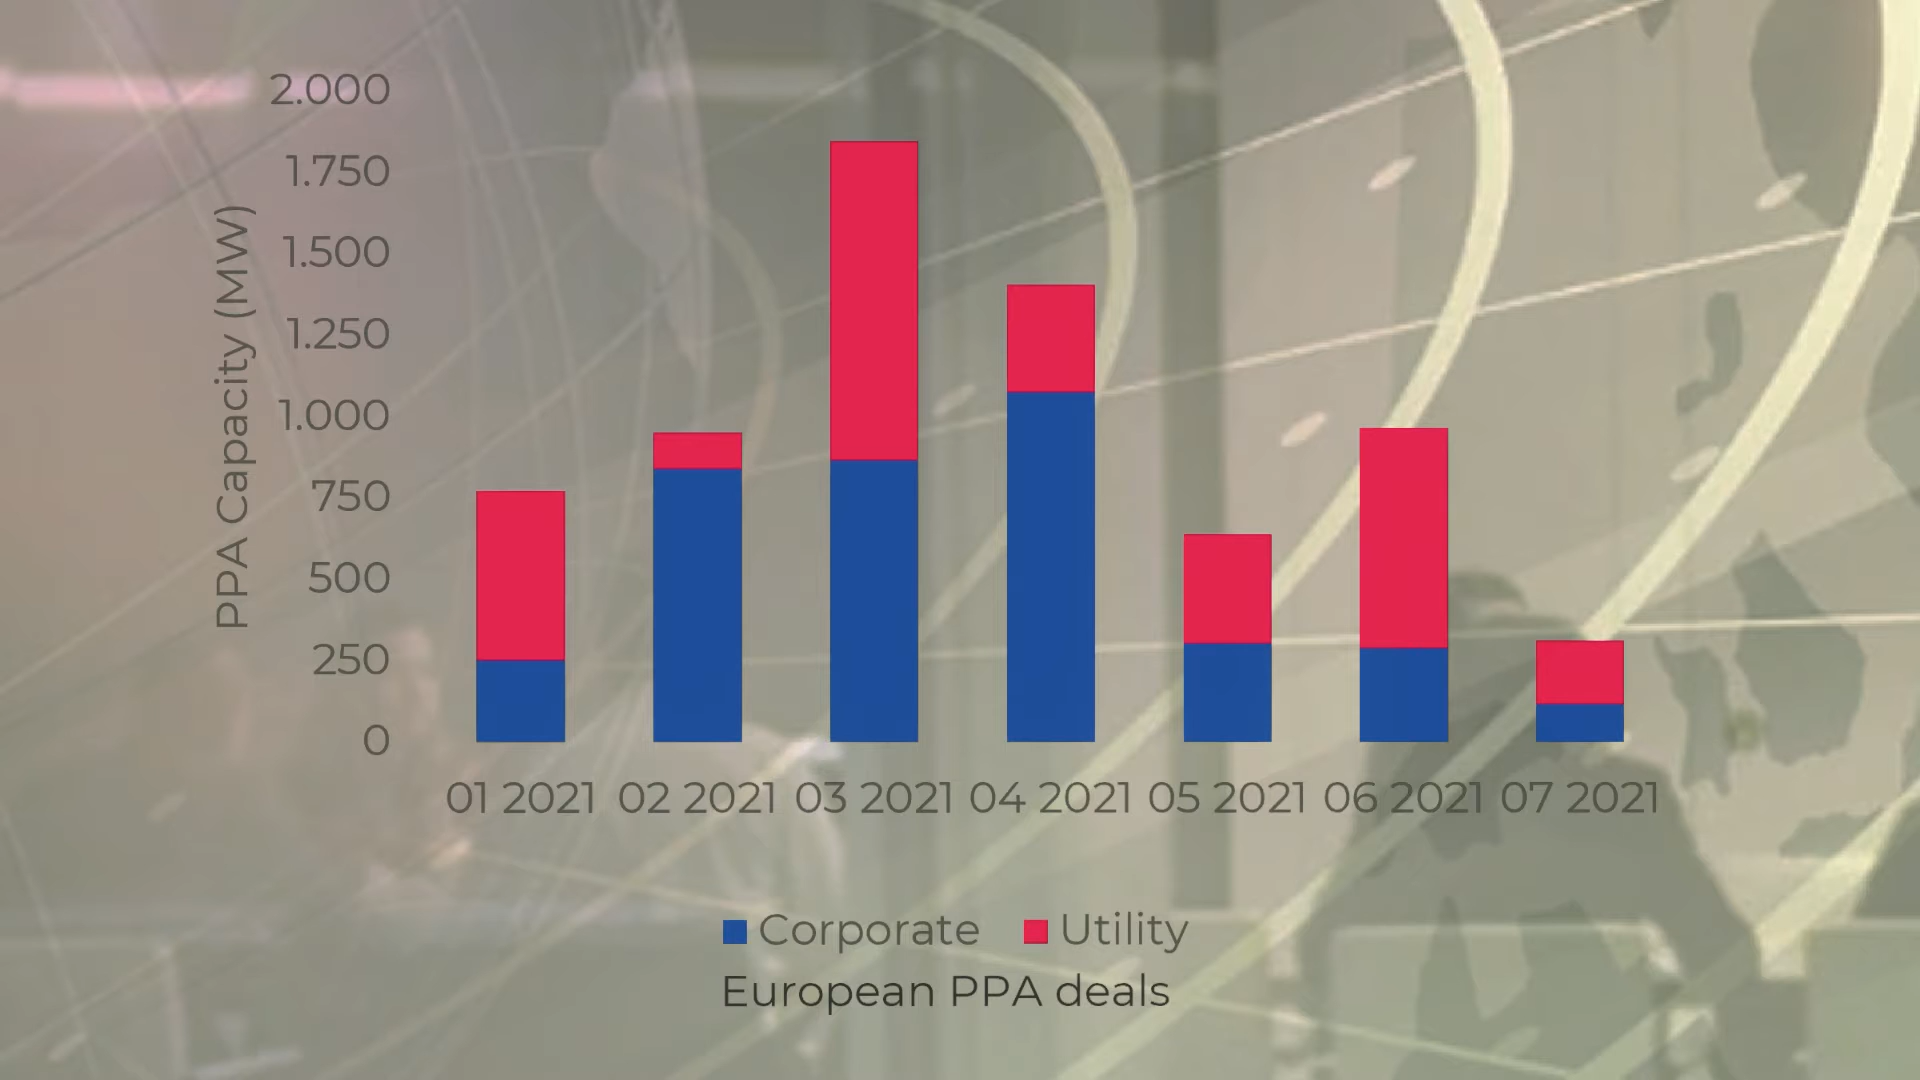 2.000
1.750
1.500
1.250
1.000
750
500
250
0
PPA Capacity (MW)
01 2021 02 2021 03 2021 04 2021 05 2021 06 2021 07 2021
Corporate Utility
European PPA deals